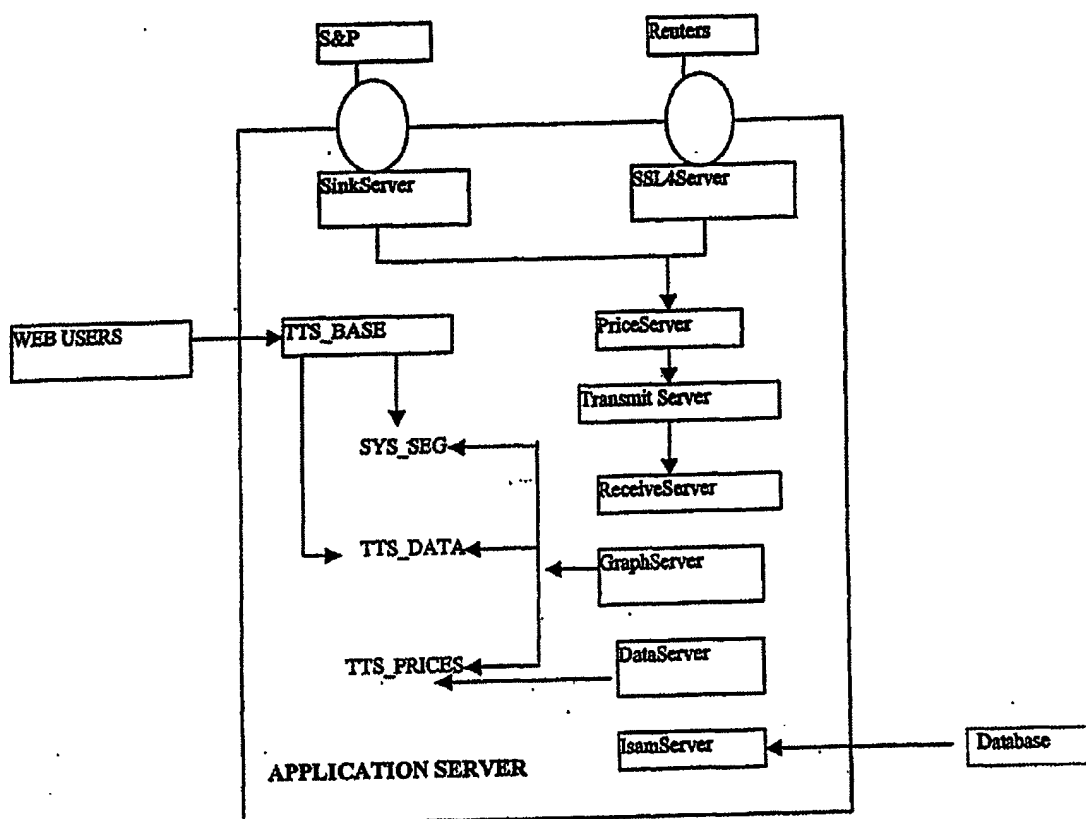 S&P
Reuters
SinkServer
SSL4Server
WEB USERS
TTS_BASE
PriceServer
Transmit Server
SYS_SEG
ReceiveServer
TTS_DATA
GraphServer
TTS_PRICES
DataServer
IsamServer
Database
APPLICATION SERVER